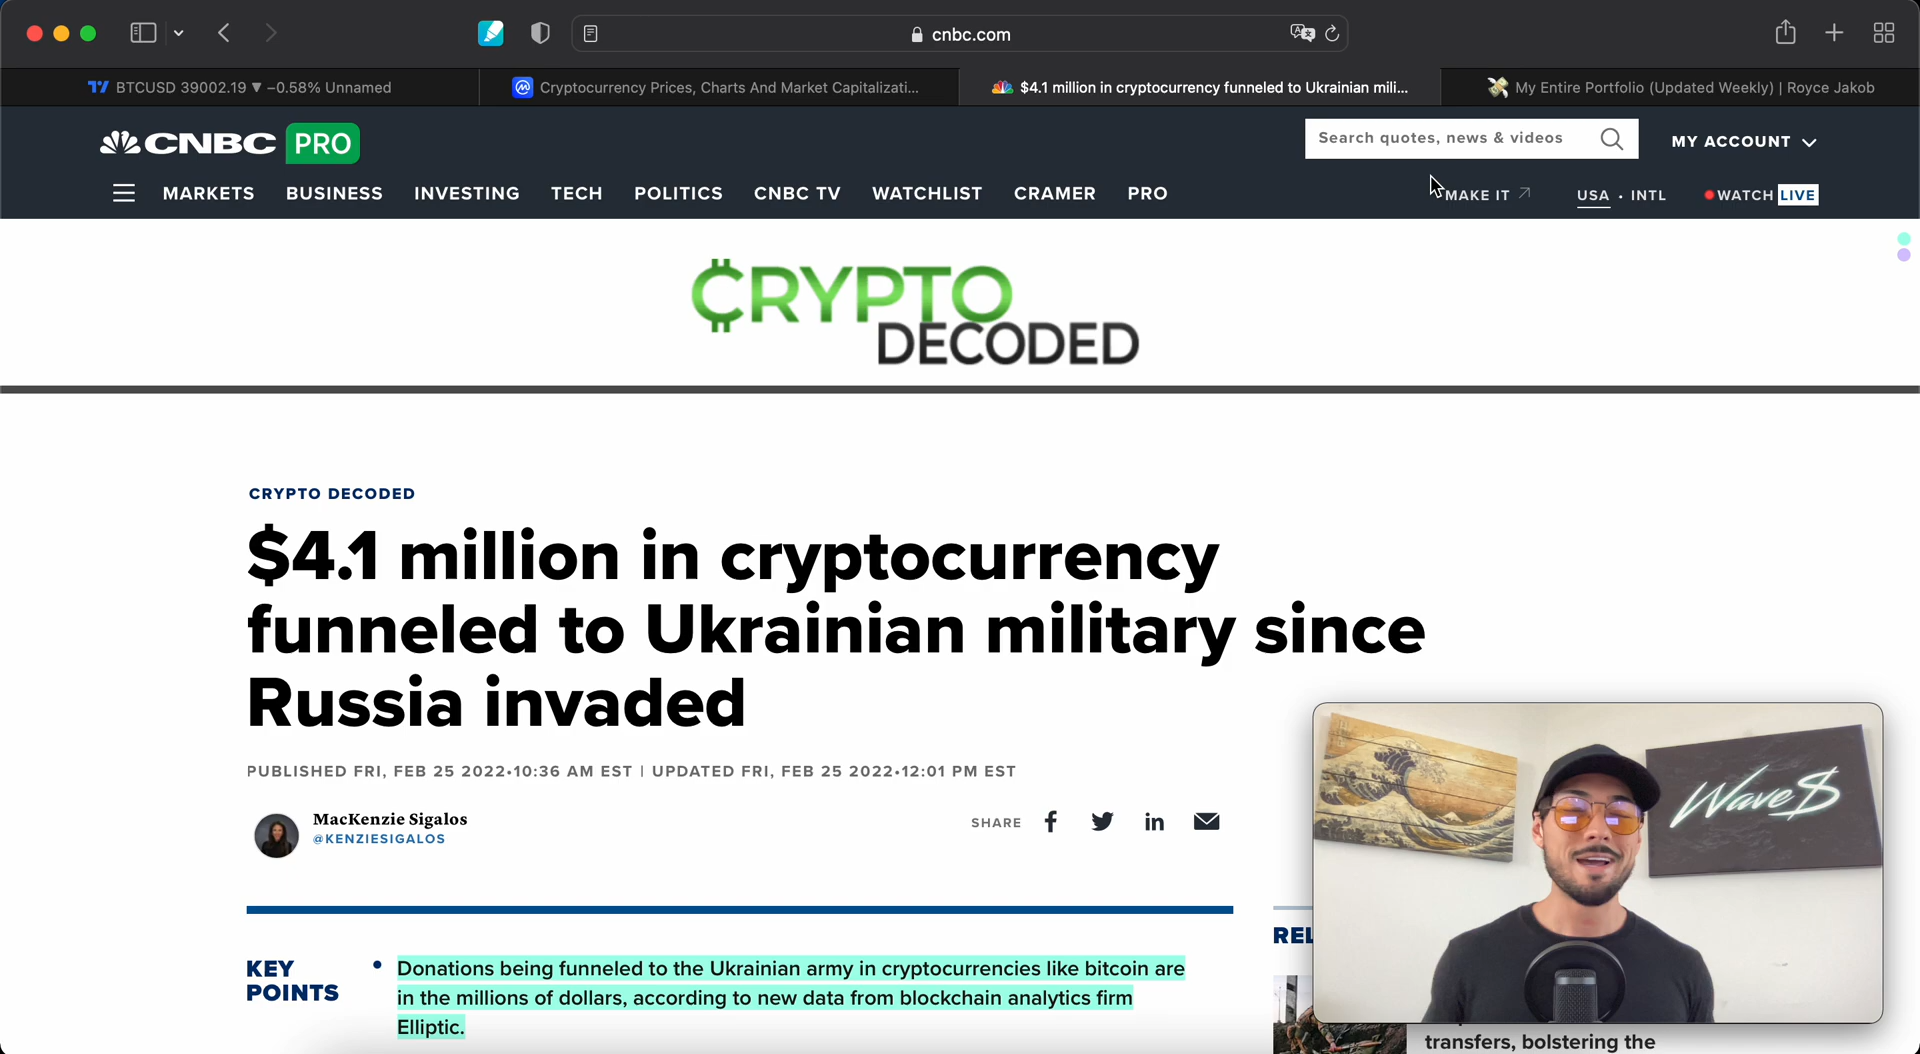 cnbc.com
BTCUSD 39002.19 ▼ −0.58% Unnamed
Cryptocurrency Prices, Charts And Market Capitalizati...
$4.1 million in cryptocurrency funneled to Ukrainian mili...
My Entire Portfolio (Updated Weekly) | Royce Jakob
CNBC PRO
Search quotes, news & videos
MY ACCOUNT
MARKETS BUSINESS INVESTING TECH POLITICS CNBC TV WATCHLIST CRAMER PRO
MAKE IT USA • INTL WATCH LIVE
CRYPTO
DECODED
CRYPTO DECODED
$4.1 million in cryptocurrency
funneled to Ukrainian military since
Russia invaded
PUBLISHED FRI, FEB 25 2022•10:36 AM EST | UPDATED FRI, FEB 25 2022•12:01 PM EST
MacKenzie Sigalos
@KENZIESIGALOS
SHARE
Wave$
REL
KEY
POINTS
• Donations being funneled to the Ukrainian army in cryptocurrencies like bitcoin are
in the millions of dollars, according to new data from blockchain analytics firm
Elliptic.
transfers, bolstering the